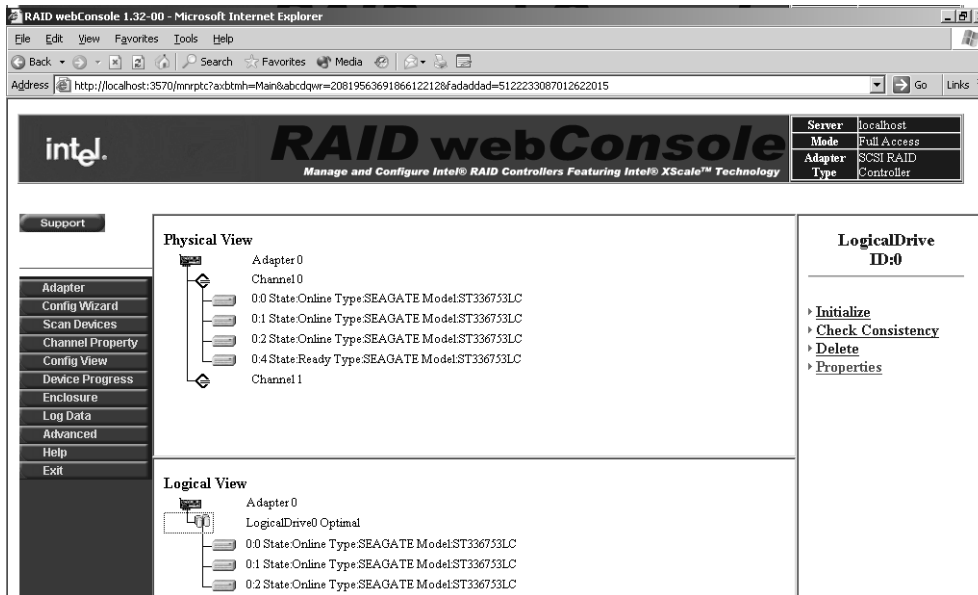 RAID webConsole 1.32-00 - Microsoft Internet Explorer
File Edit View Favorites Tools Help
Back Search Favorites Media
Address http://localhost:3570/mnrptc?axbtmh=Main&abcdqwr=2081956369186612212&fadaddad=5122233087012622015 Go Links
intel.
RAID webConsole
Manage and Configure Intel® RAID Controllers Featuring Intel® XScale™ Technology
Server localhost
Mode Full Access
Adapter Type SCSI RAID Controller
Support
Adapter
Config Wizard
Scan Devices
Channel Property
Config View
Device Progress
Enclosure
Log Data
Advanced
Help
Exit
Physical View
Adapter 0
Channel 0
0:0 State:Online Type:SEAGATE Model:ST336753LC
0:1 State:Online Type:SEAGATE Model:ST336753LC
0:2 State:Online Type:SEAGATE Model:ST336753LC
0:4 State:Ready Type:SEAGATE Model:ST336753LC
Channel 1
Logical View
Adapter 0
LogicalDrive0 Optimal
0:0 State:Online Type:SEAGATE Model:ST336753LC
0:1 State:Online Type:SEAGATE Model:ST336753LC
0:2 State:Online Type:SEAGATE Model:ST336753LC
LogicalDrive
ID:0
Initialize
Check Consistency
Delete
Properties